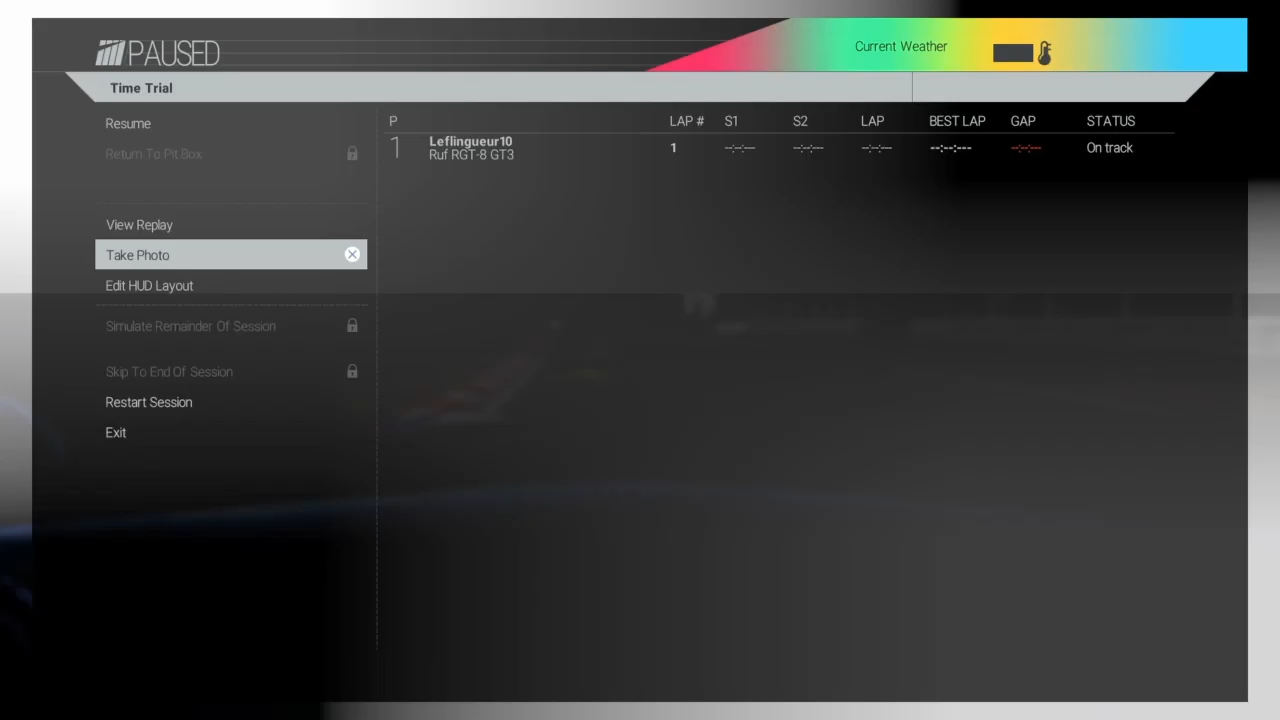 PAUSED
Current Weather
Time Trial
Resume
Return To Pit Box
View Replay
Take Photo
Edit HUD Layout
Simulate Remainder Of Session
Skip To End Of Session
Restart Session
Exit
P LAP # S1 S2 LAP BEST LAP GAP STATUS
1 Leflingueur10 1 --:--:--- --:--:--- --:--:--- --:--:--- --:--:--- On track
Ruf RGT-8 GT3